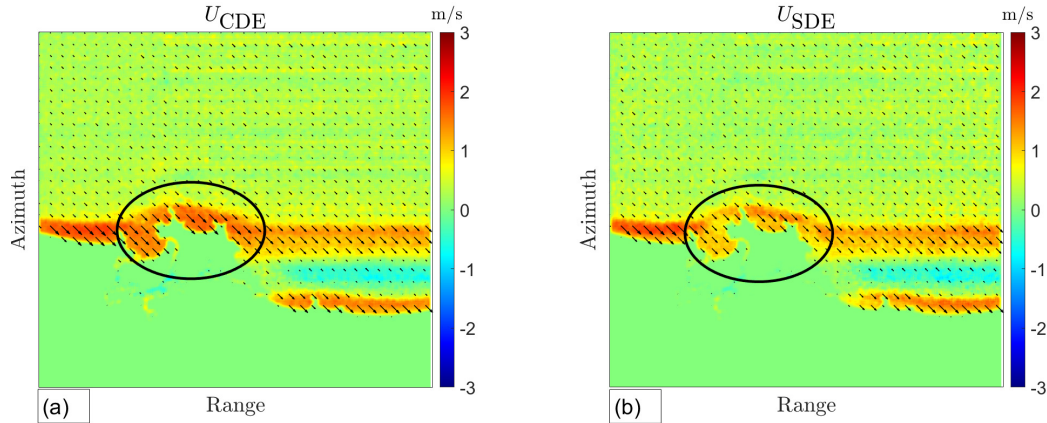 U_CDE
m/s
3
2
1
0
-1
-2
-3
Azimuth
Range
(a)
U_SDE
m/s
3
2
1
0
-1
-2
-3
Azimuth
Range
(b)